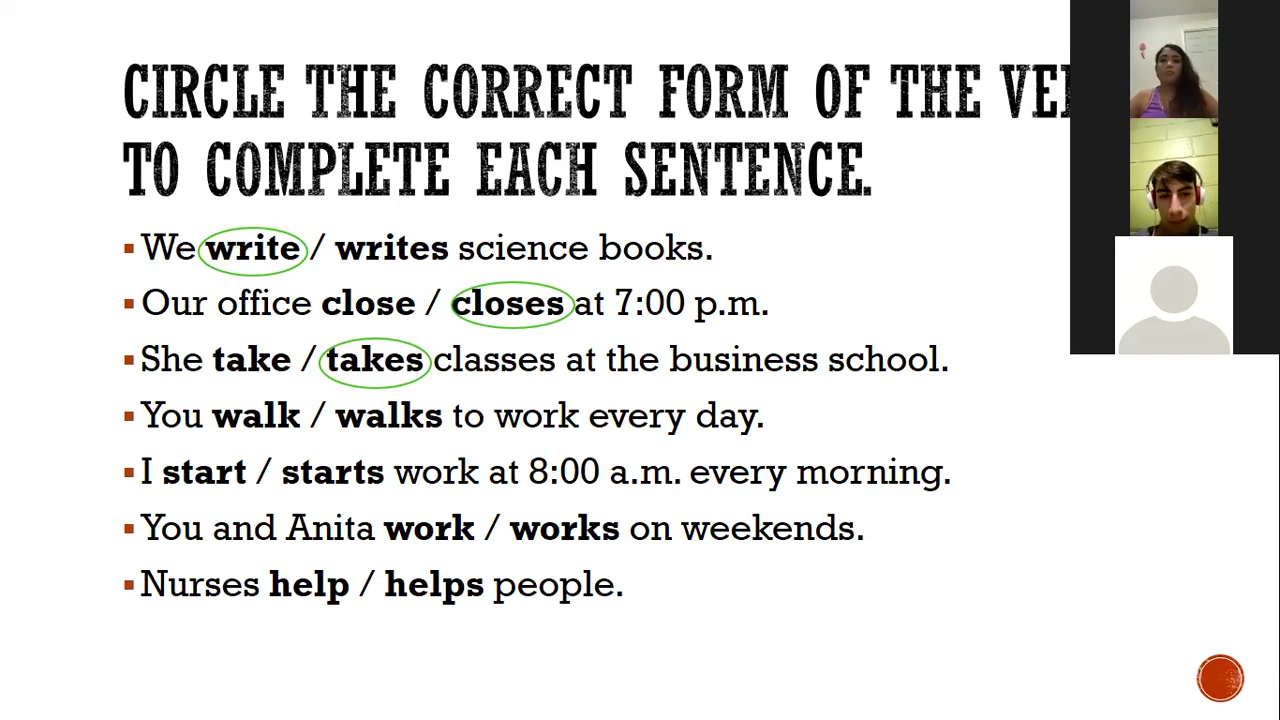 CIRCLE THE CORRECT FORM OF THE
TO COMPLETE EACH SENTENCE.
We write / writes science books.
Our office close / closes at 7:00 p.m.
She take / takes classes at the business school.
You walk / walks to work every day.
I start / starts work at 8:00 a.m. every morning.
You and Anita work / works on weekends.
Nurses help / helps people.